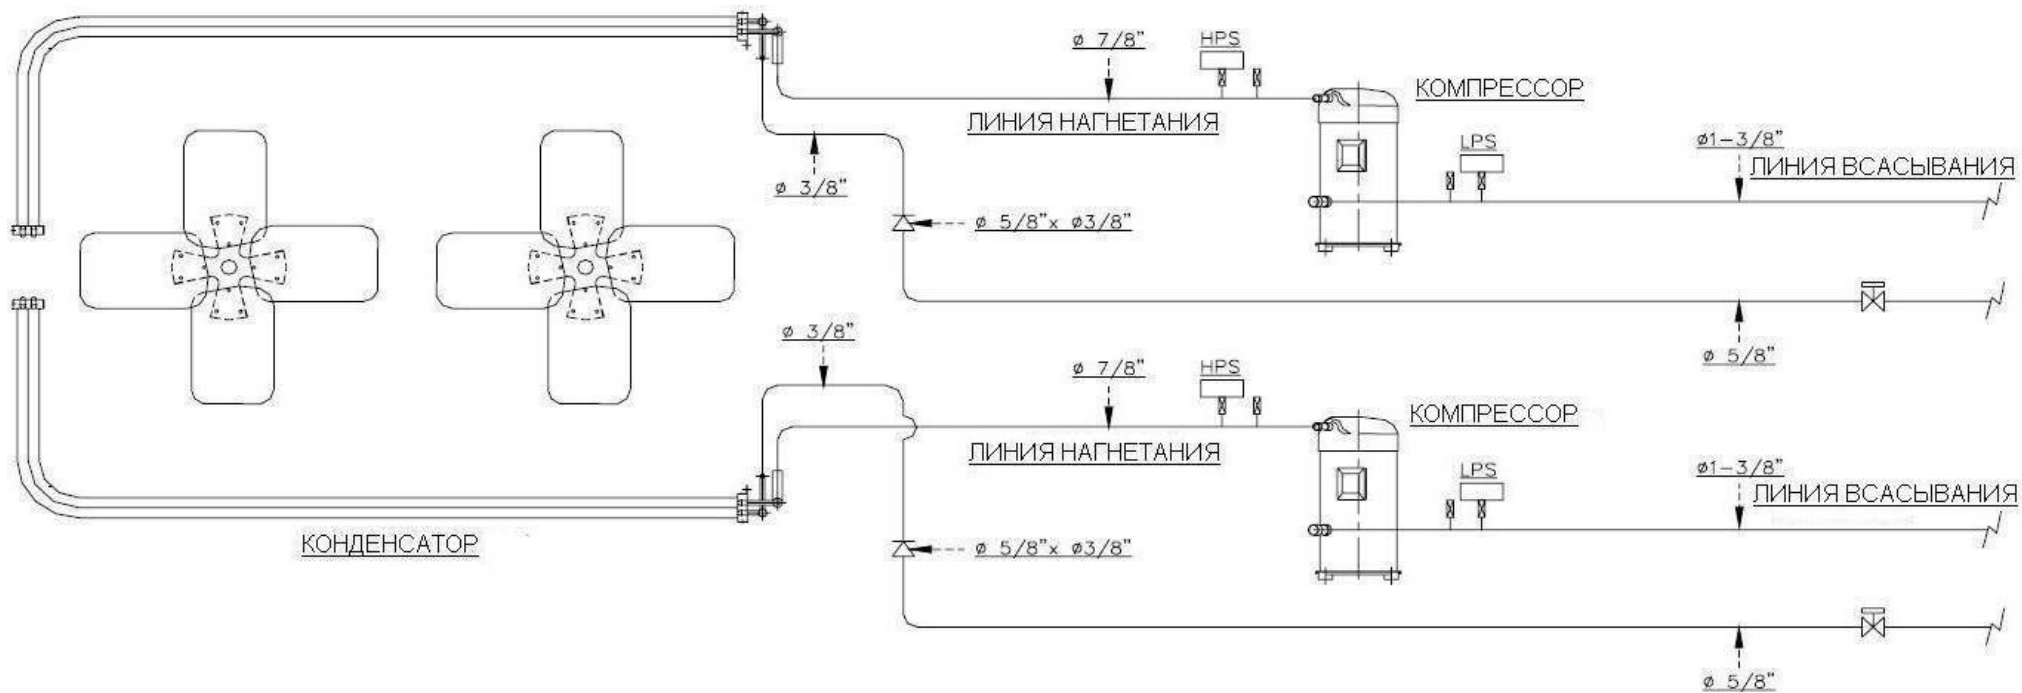 ø 7/8"
HPS
КОМПРЕССОР
ЛИНИЯ НАГНЕТАНИЯ
LPS
ø1-3/8"
ЛИНИЯ ВСАСЫВАНИЯ
ø 3/8"
ø 5/8"x ø3/8"
ø 5/8"
ø 3/8"
ø 7/8"
HPS
КОМПРЕССОР
ЛИНИЯ НАГНЕТАНИЯ
LPS
ø1-3/8"
ЛИНИЯ ВСАСЫВАНИЯ
КОНДЕНСАТОР
ø 5/8"x ø3/8"
ø 5/8"